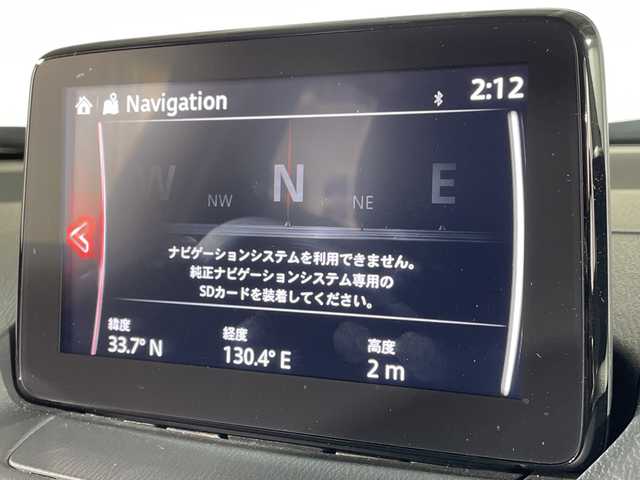 Navigation
2:12
W NW N NE E
ナビゲーションシステムを利用できません。
純正ナビゲーションシステム専用の
SDカードを装着してください。
緯度 経度 高度
33.7° N 130.4° E 2 m